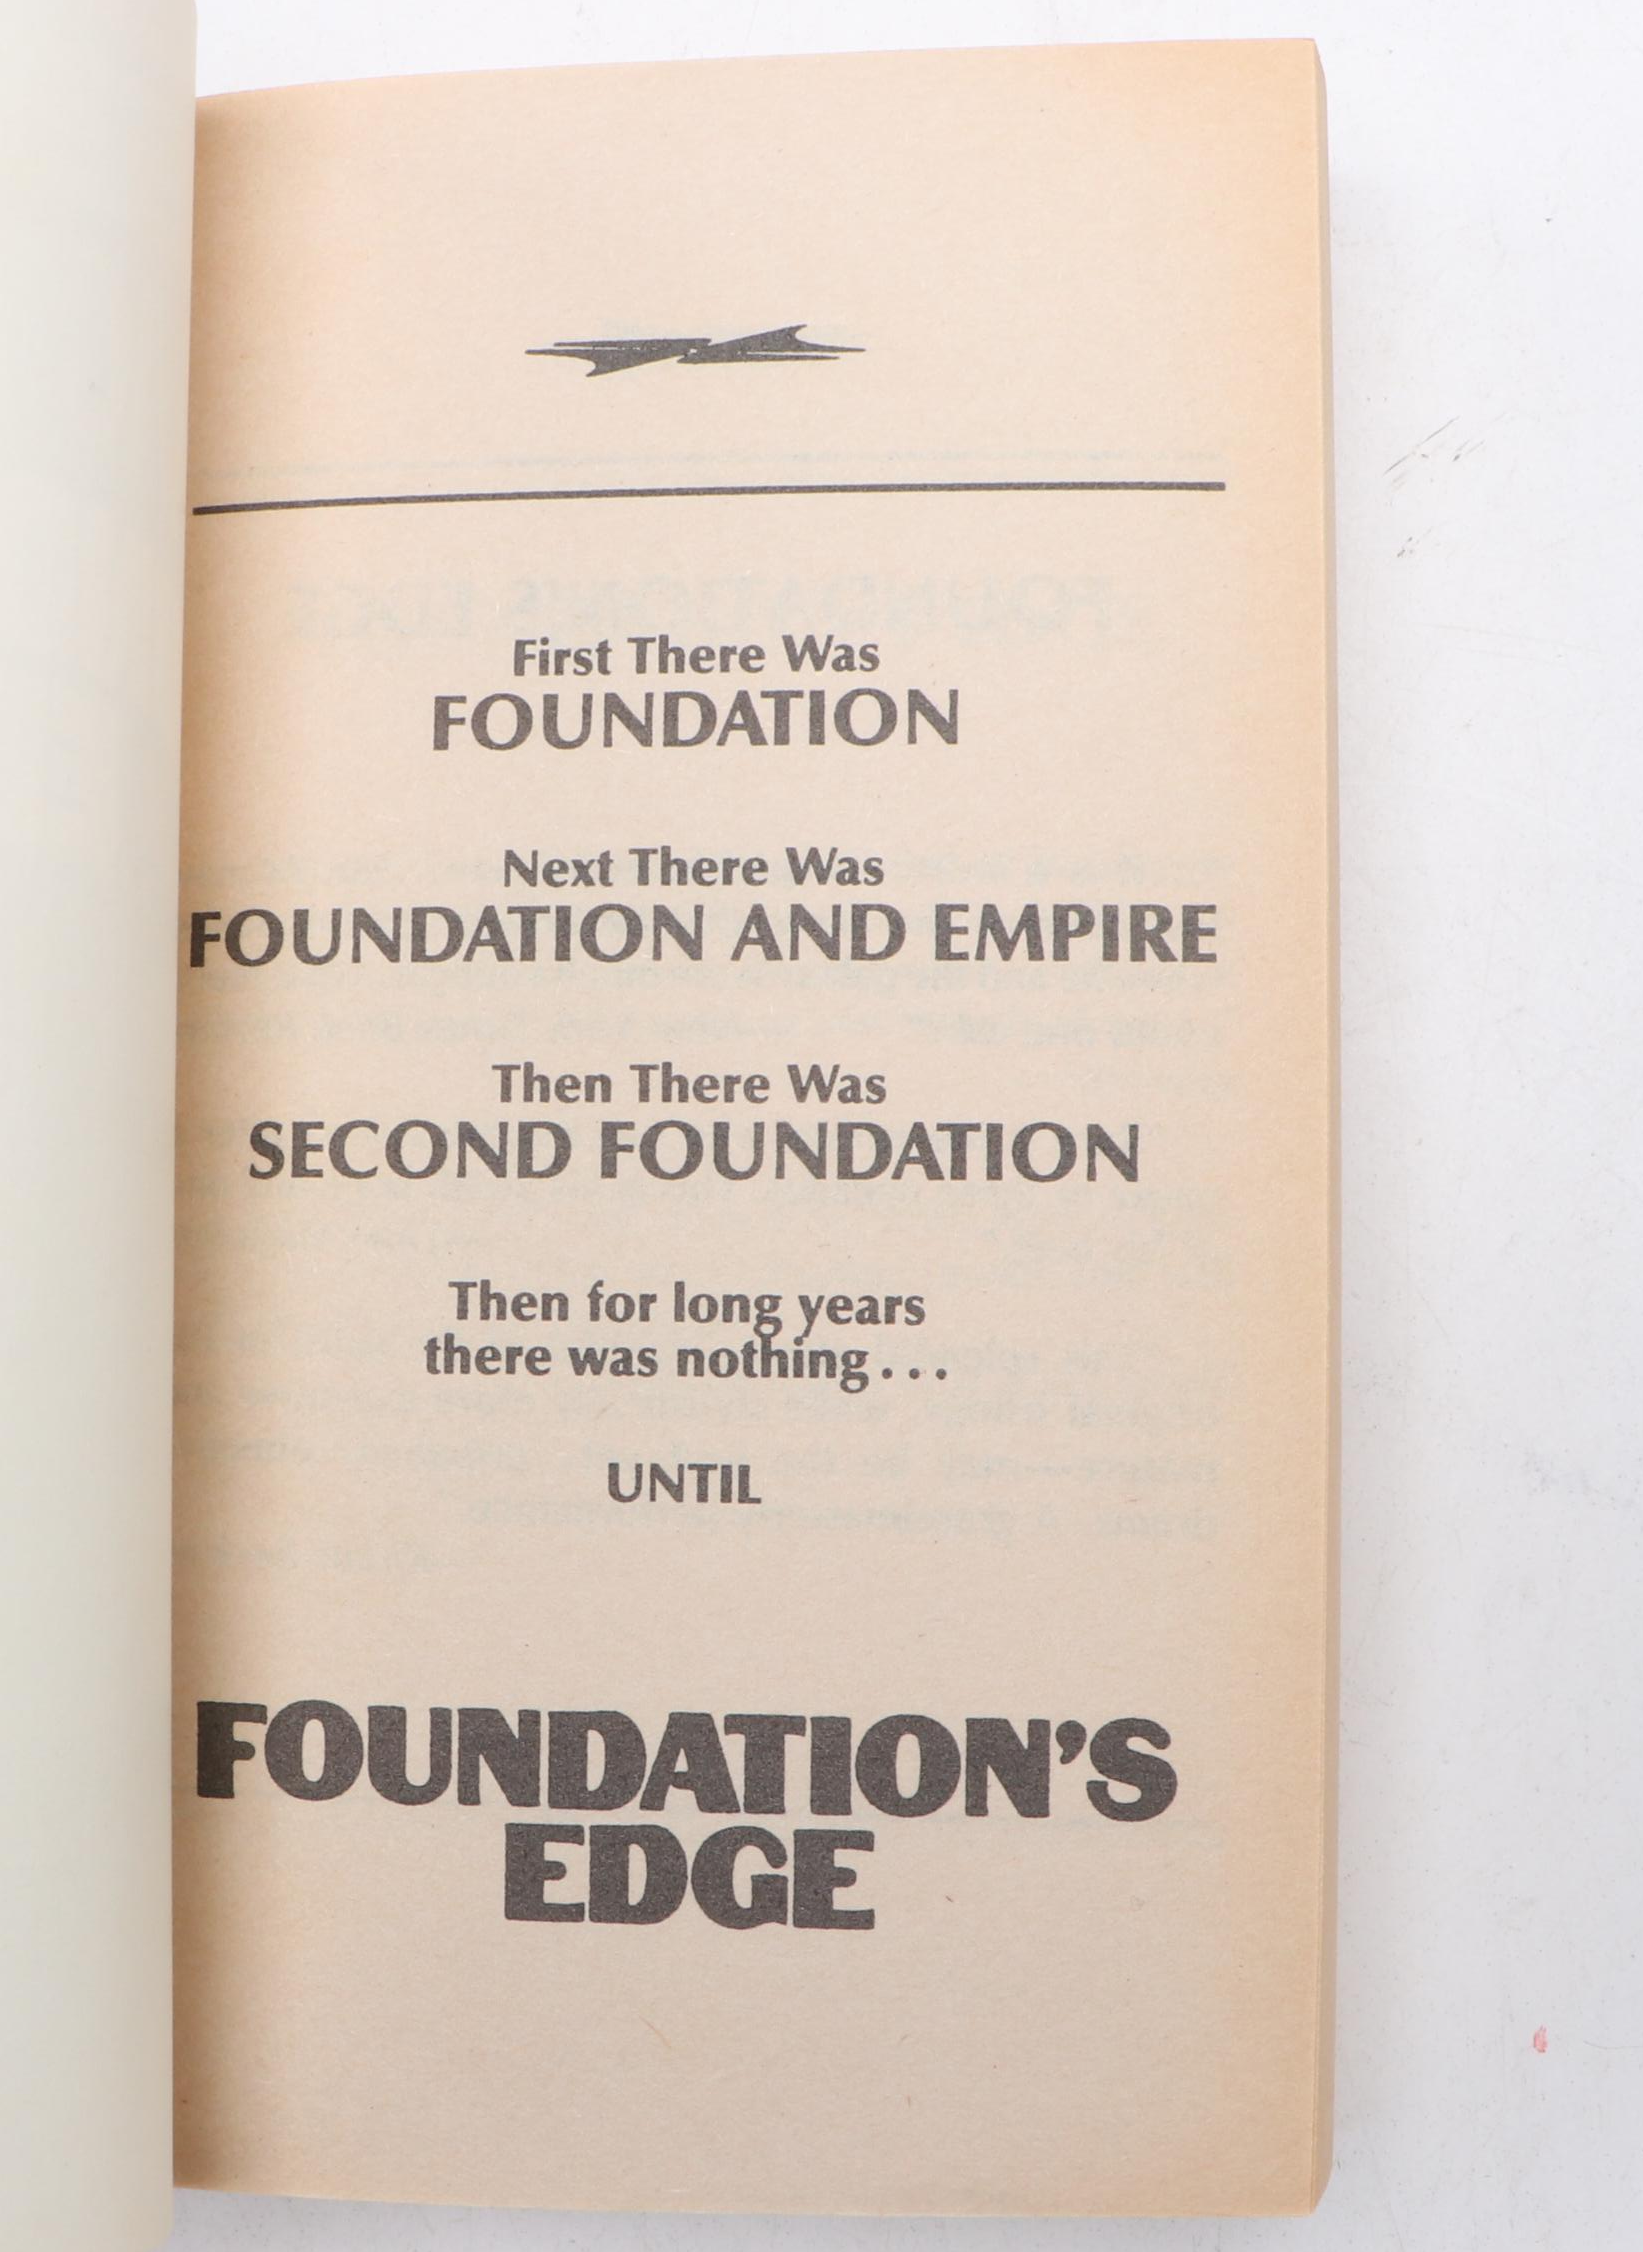 First There Was
FOUNDATION
Next There Was
FOUNDATION AND EMPIRE
Then There Was
SECOND FOUNDATION
Then for long years
there was nothing...
UNTIL
FOUNDATION'S
EDGE